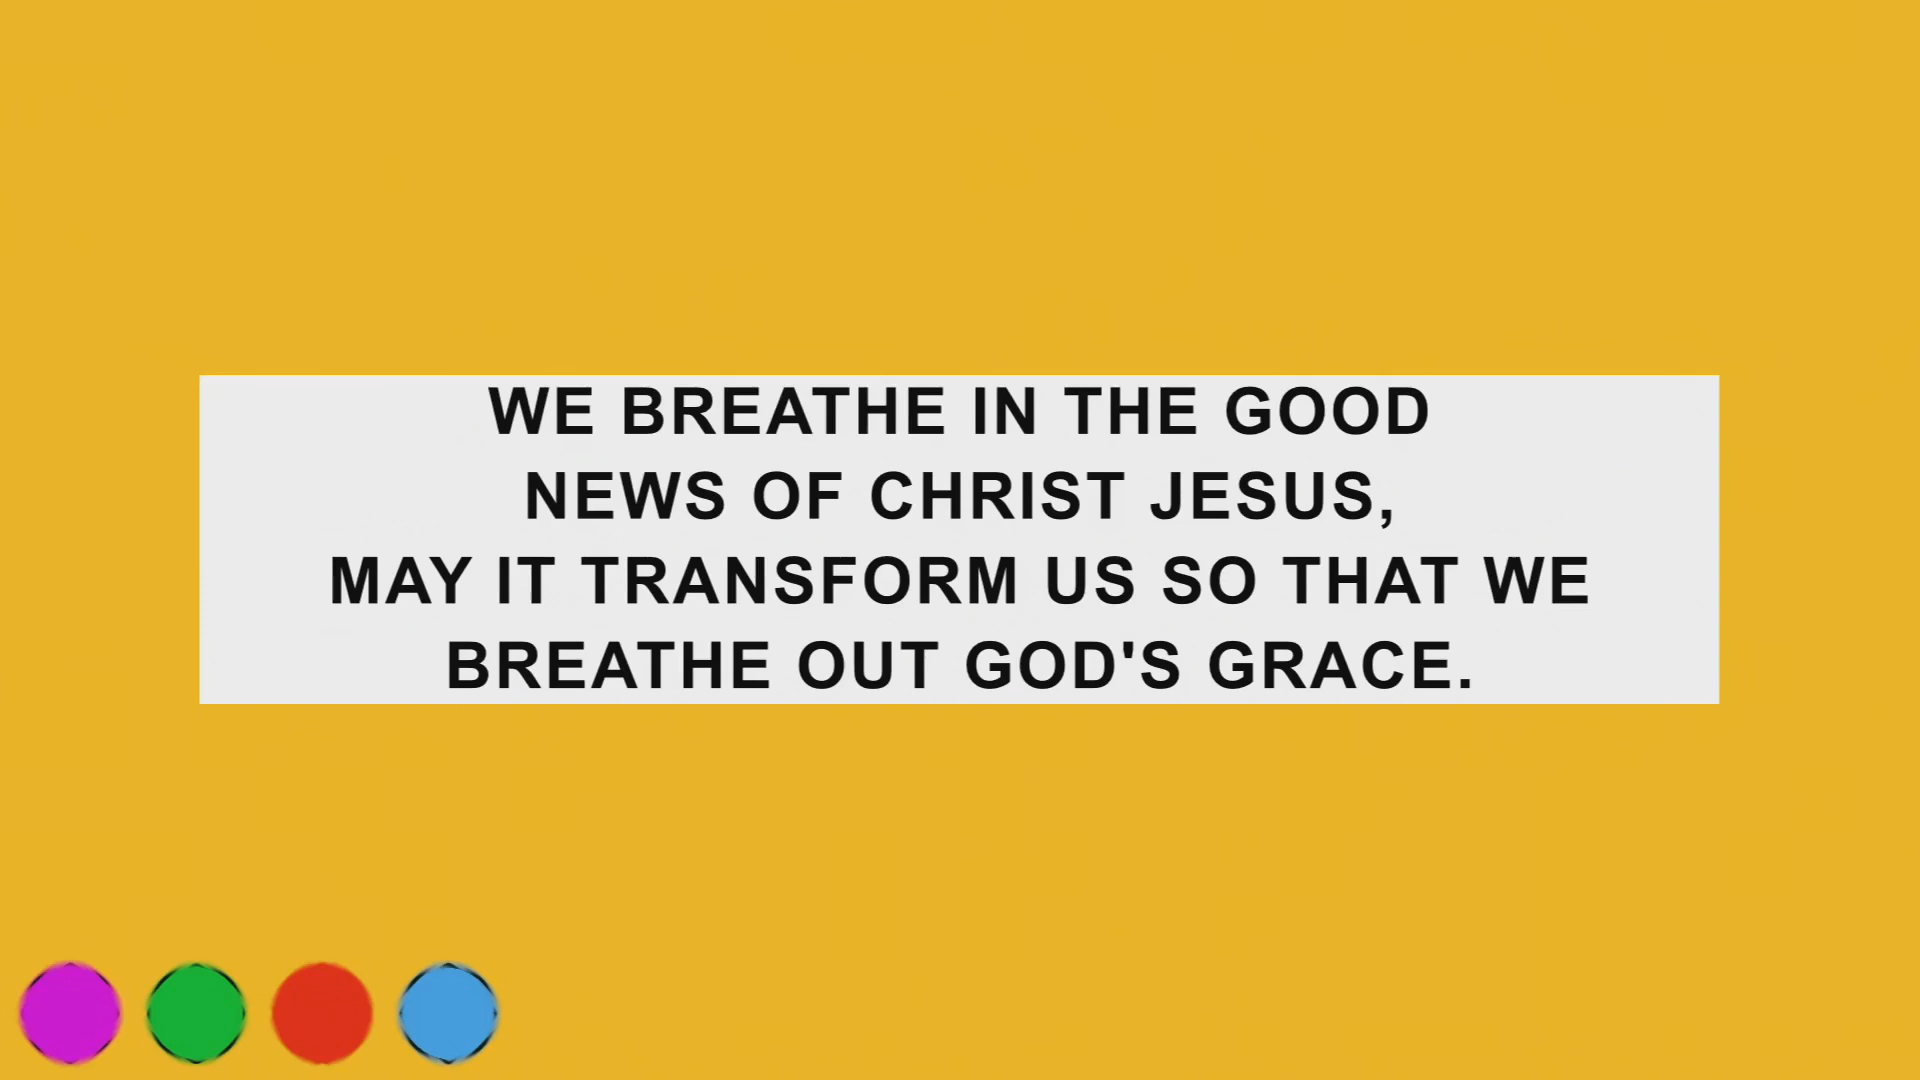 WE BREATHE IN THE GOOD
NEWS OF CHRIST JESUS,
MAY IT TRANSFORM US SO THAT WE
BREATHE OUT GOD'S GRACE.